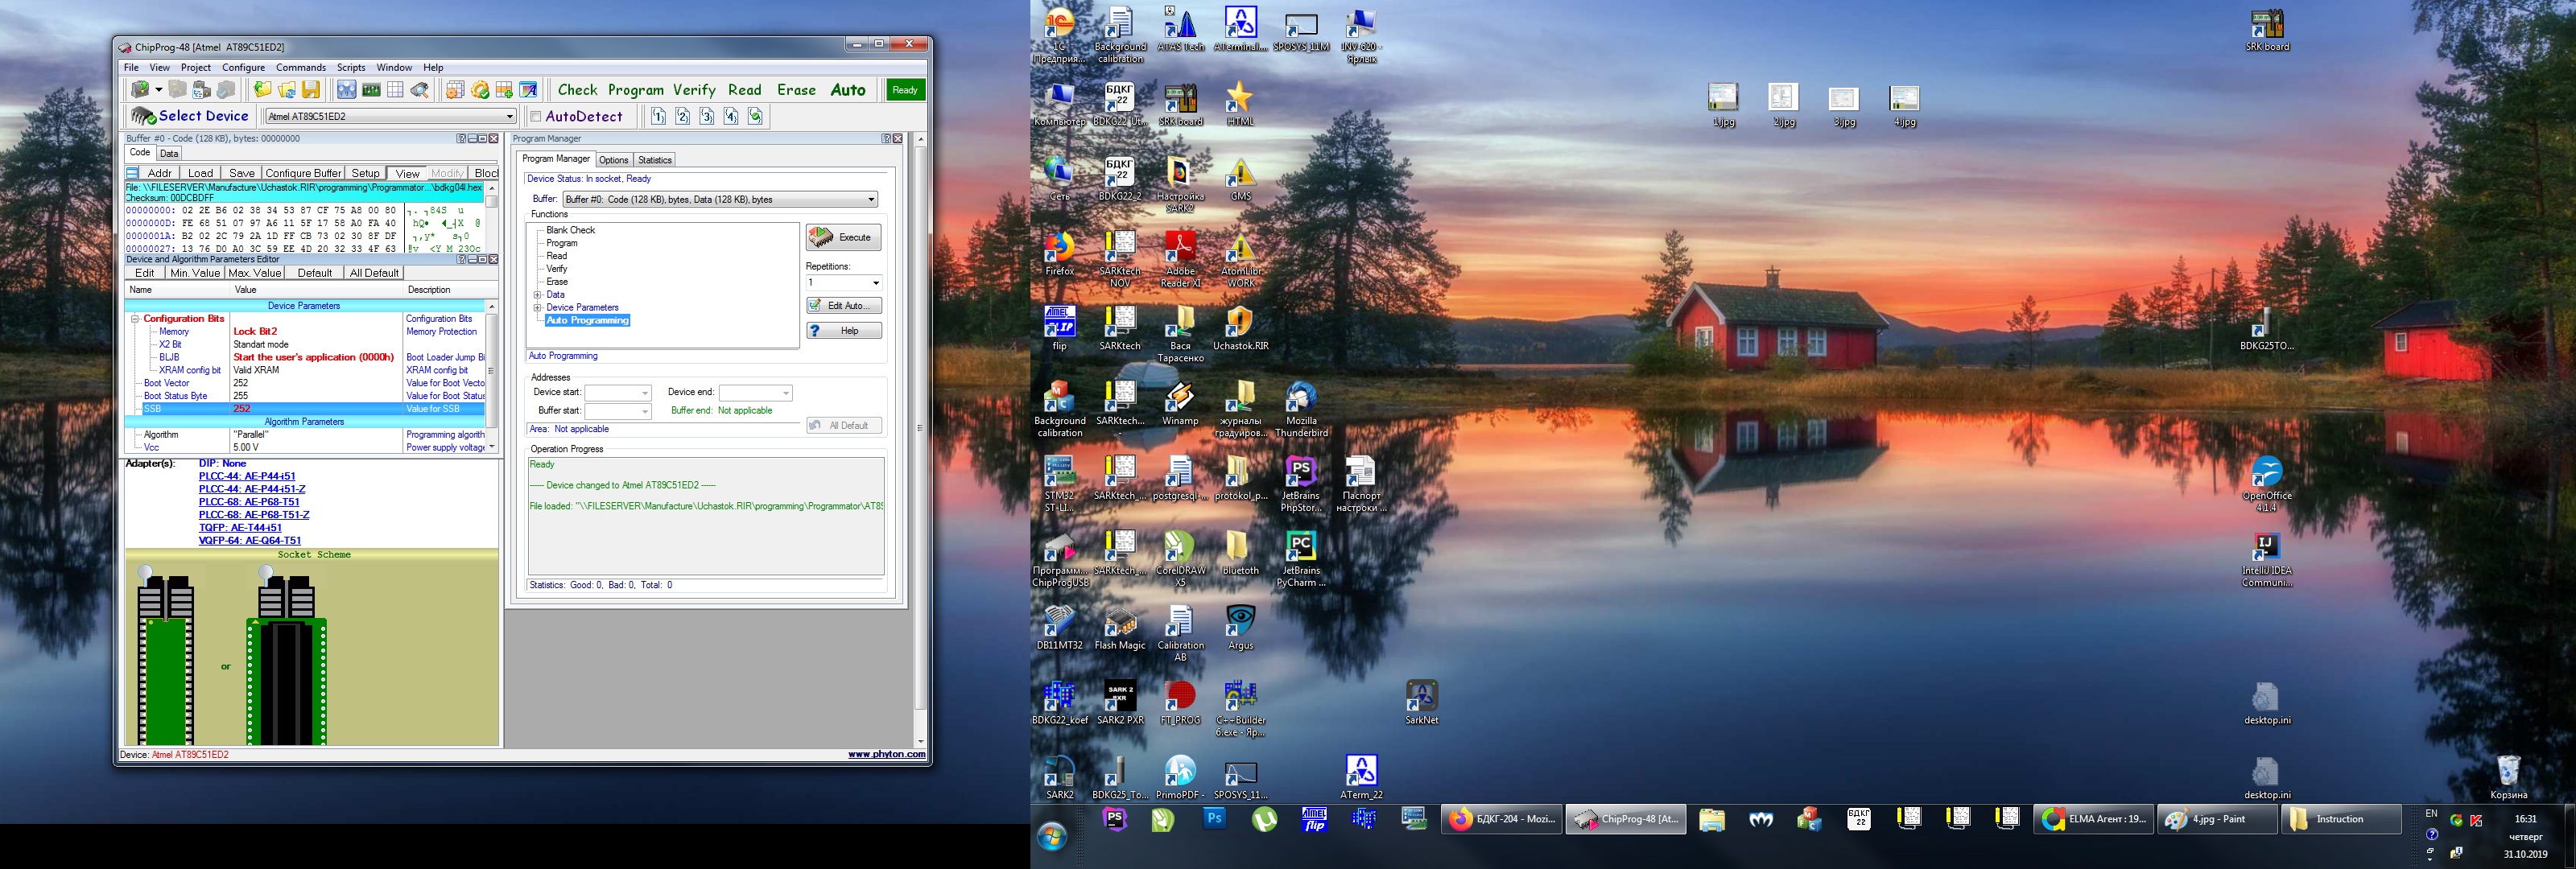 ChipProg-48 [Atmel AT89C51ED2]
File View Project Configure Commands Scripts Window Help
Check Program Verify Read Erase Auto Ready
Select Device Atmel AT89C51ED2 AutoDetect
Buffer #0 - Code (128 KB), bytes: 00000000
Code Data
Addr Load Save Configure Buffer Setup View Modify Block
File: \\FILESERVER\Manufacture\Uchastok.RIR\programming\Programmator...\bdkg04l.hex
Checksum: 00DCBDFF
00000000: 02 2E B6 02 38 34 53 87 CF 75 A8 00 80
0000000D: FE 68 51 07 97 A6 11 5F 17 58 A0 FA 40
0000001A: B2 02 2C 79 2A 1D FF CB 73 02 30 8F DF
00000027: 13 76 D0 A0 3C 59 EE 4D 20 32 33 4F 63
Device and Algorithm Parameters Editor
Edit Min. Value Max. Value Default All Default
Name Value Description
Device Parameters
Configuration Bits Configuration Bits
Memory Lock Bit2 Memory Protection
X2 Bit Standart mode
BLJB Start the user's application (0000h) Boot Loader Jump Bi
XRAM config bit Valid XRAM XRAM config bit
Boot Vector 252 Value for Boot Vecto
Boot Status Byte 255 Value for Boot Status
SSB 252 Value for SSB
Algorithm Parameters
Algorithm "Parallel" Programming algorith
Vcc 5.00 V Power supply voltage
Adapter(s): DIP: None
PLCC-44: AE-P44-i51
PLCC-44: AE-P44-i51-Z
PLCC-68: AE-P68-T51
PLCC-68: AE-P68-T51-Z
TQFP: AE-T44-i51
VQFP-64: AE-Q64-T51
Socket Scheme
or
Device: Atmel AT89C51ED2
www.phyton.com
Program Manager
Program Manager Options Statistics
Device Status: In socket, Ready
Buffer: Buffer #0: Code (128 KB), bytes, Data (128 KB), bytes
Functions
Blank Check
Program
Read
Verify
Erase
Data
Device Parameters
Auto Programming
Execute
Repetitions:
1
Edit Auto...
Help
Auto Programming
Addresses
Device start: Device end:
Buffer start: Buffer end: Not applicable
Area: Not applicable All Default
Operation Progress
Ready
----- Device changed to Atmel AT89C51ED2 -----
File loaded: "\\FILESERVER\Manufacture\Uchastok.RIR\programming\Programmator\AT89
Statistics: Good: 0, Bad: 0, Total: 0
1С Предприя...
Background calibration
ATAS Tech
ATerminal...
SPOSYS_11M
INV-620 - Ярлык
SRK board
Компьютер
BDKG22_Ut...
SRK board
HTML
1.jpg
2.jpg
3.jpg
4.jpg
Сеть
BDKG22_2
Настройка SARK2
GMS
Firefox
SARKtech NOV
Adobe Reader XI
AtomLibr WORK
flip
SARKtech
Вася Тарасенко
Uchastok.RIR
BDKG25TO...
Background calibration
SARKtech...
Winamp
журналы градуиров...
Mozilla Thunderbird
STM32 ST-LI...
SARKtech_...
postgresql-...
protokol_p...
JetBrains PhpStor...
Паспорт настройки ...
OpenOffice 4.1.4
Программ... ChipProgUSB
SARKtech_...
CorelDRAW X5
bluetoth
JetBrains PyCharm ...
IntelliJ IDEA Communi...
DB11MT32
Flash Magic
Calibration AB
Argus
BDKG22_koef
SARK2 PXR
FT_PROG
C++Builder 6.exe - Яр...
SarkNet
desktop.ini
SARK2
BDKG25_To...
PrimoPDF -
SPOSYS_11...
ATerm_22
desktop.ini
Корзина
БДКГ-204 - Mozi...
ChipProg-48 [At...
БДКГ 22
ELMA Агент : 19...
4.jpg - Paint
Instruction
EN
16:31
четверг
31.10.2019